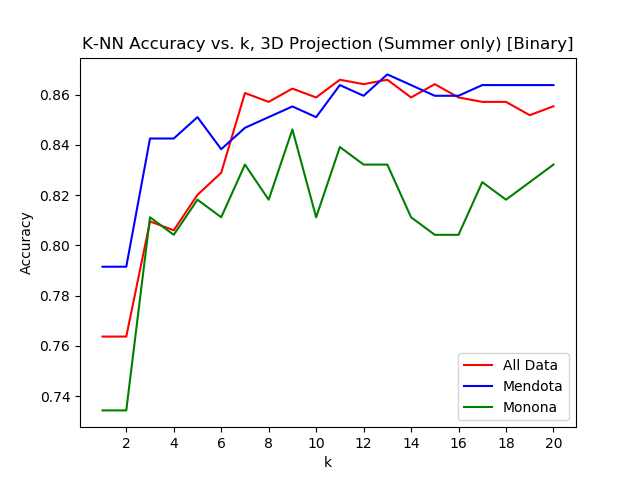 K-NN Accuracy vs. k, 3D Projection (Summer only) [Binary]
Accuracy
0.86
0.84
0.82
0.80
0.78
0.76
0.74
All Data
Mendota
Monona
2 4 6 8 10 12 14 16 18 20
k